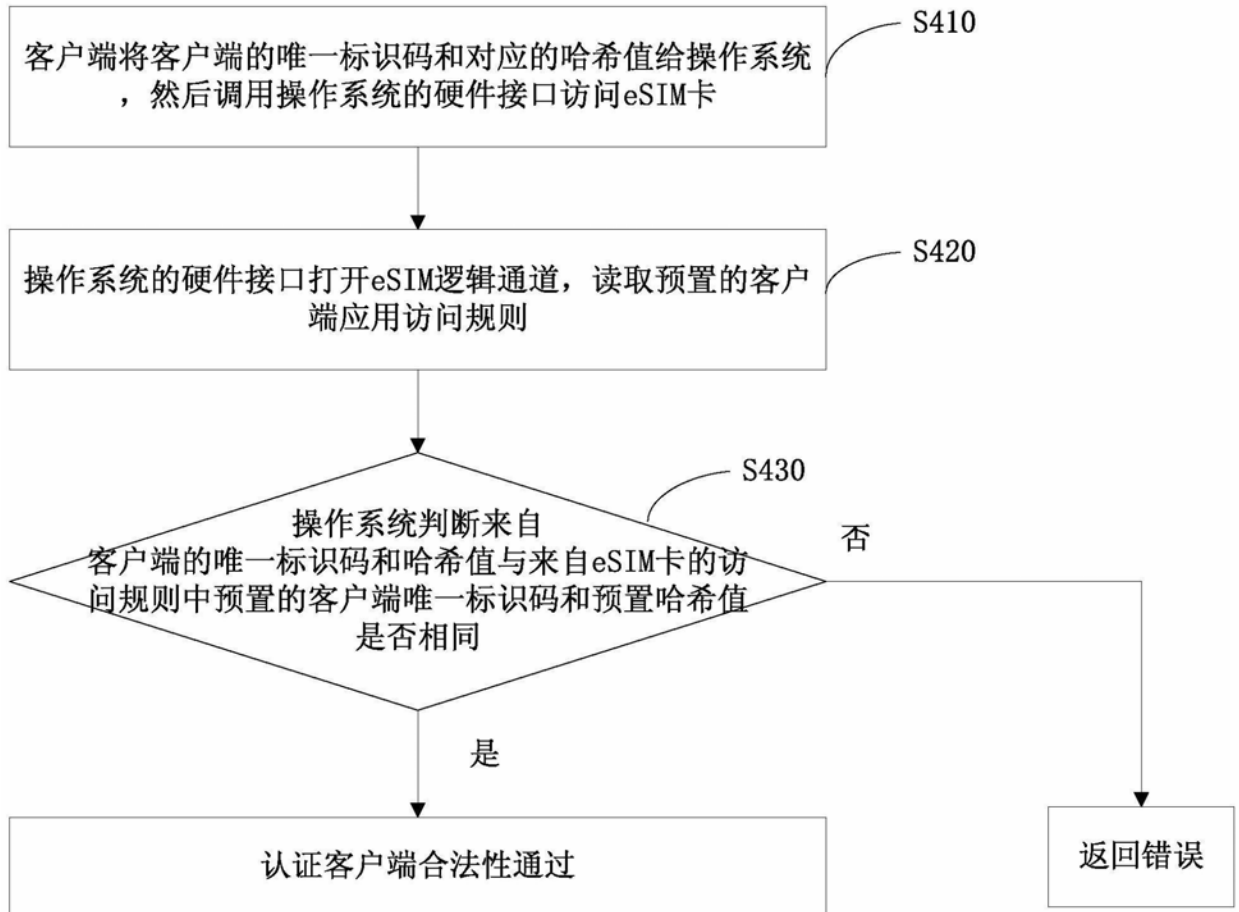 客户端将客户端的唯一标识码和对应的哈希值给操作系统
，然后调用操作系统的硬件接口访问eSIM卡
S410
操作系统的硬件接口打开eSIM逻辑通道，读取预置的客户
端应用访问规则
S420
操作系统判断来自
客户端的唯一标识码和哈希值与来自eSIM卡的访
问规则中预置的客户端唯一标识码和预置哈希值
是否相同
S430
否
是
认证客户端合法性通过
返回错误